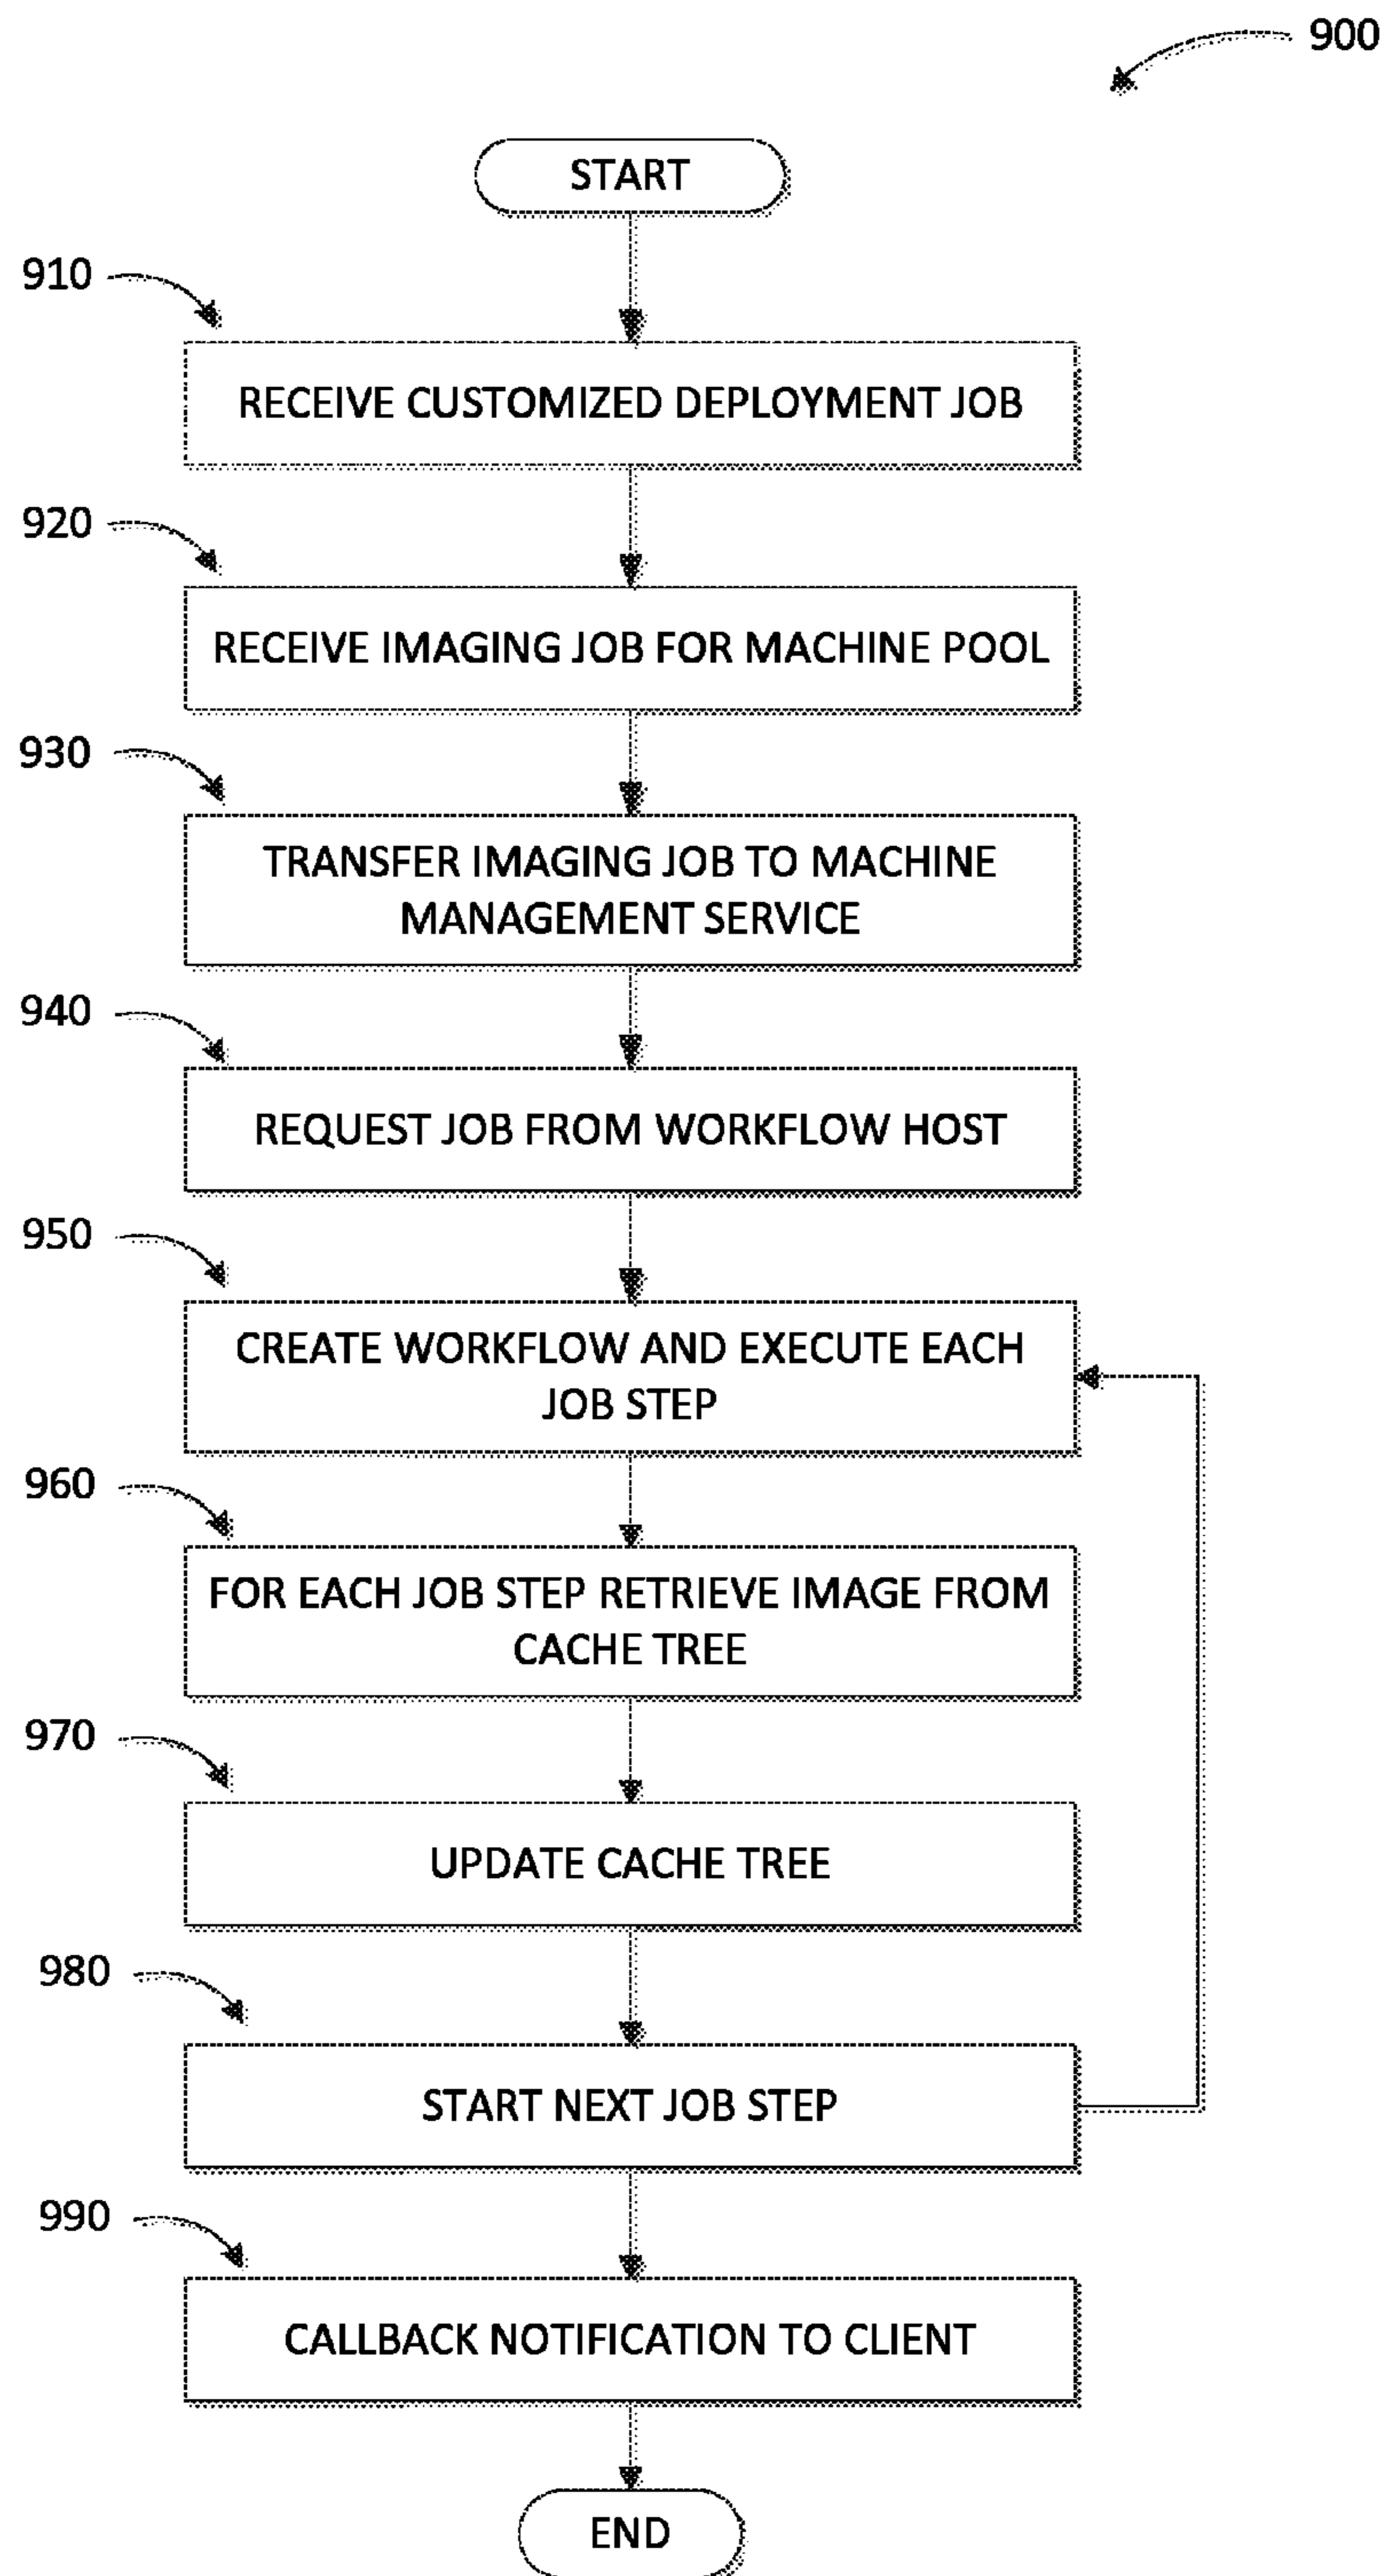 900
START
910
RECEIVE CUSTOMIZED DEPLOYMENT JOB
920
RECEIVE IMAGING JOB FOR MACHINE POOL
930
TRANSFER IMAGING JOB TO MACHINE
MANAGEMENT SERVICE
940
REQUEST JOB FROM WORKFLOW HOST
950
CREATE WORKFLOW AND EXECUTE EACH
JOB STEP
960
FOR EACH JOB STEP RETRIEVE IMAGE FROM
CACHE TREE
970
UPDATE CACHE TREE
980
START NEXT JOB STEP
990
CALLBACK NOTIFICATION TO CLIENT
END